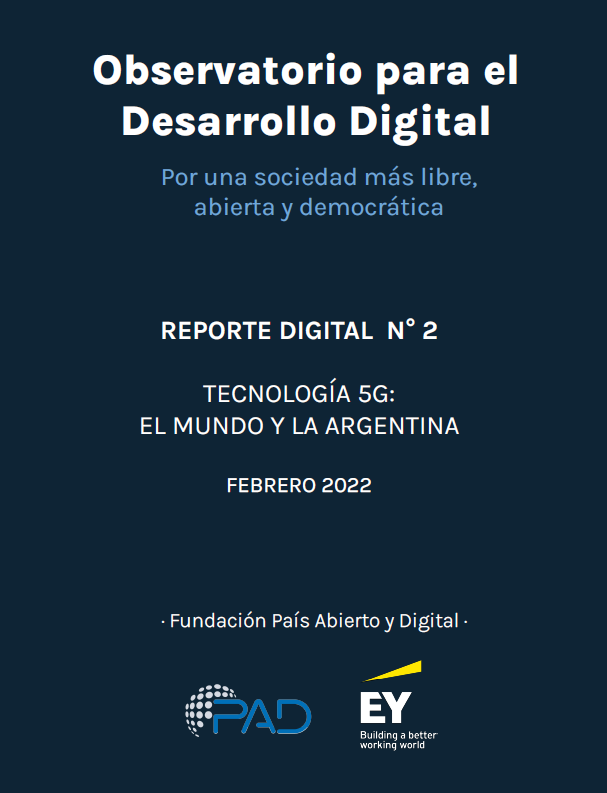 Observatorio para el
Desarrollo Digital
Por una sociedad más libre,
abierta y democrática
REPORTE DIGITAL N° 2
TECNOLOGÍA 5G:
EL MUNDO Y LA ARGENTINA
FEBRERO 2022
· Fundación País Abierto y Digital ·
PAD
EY
Building a better
working world